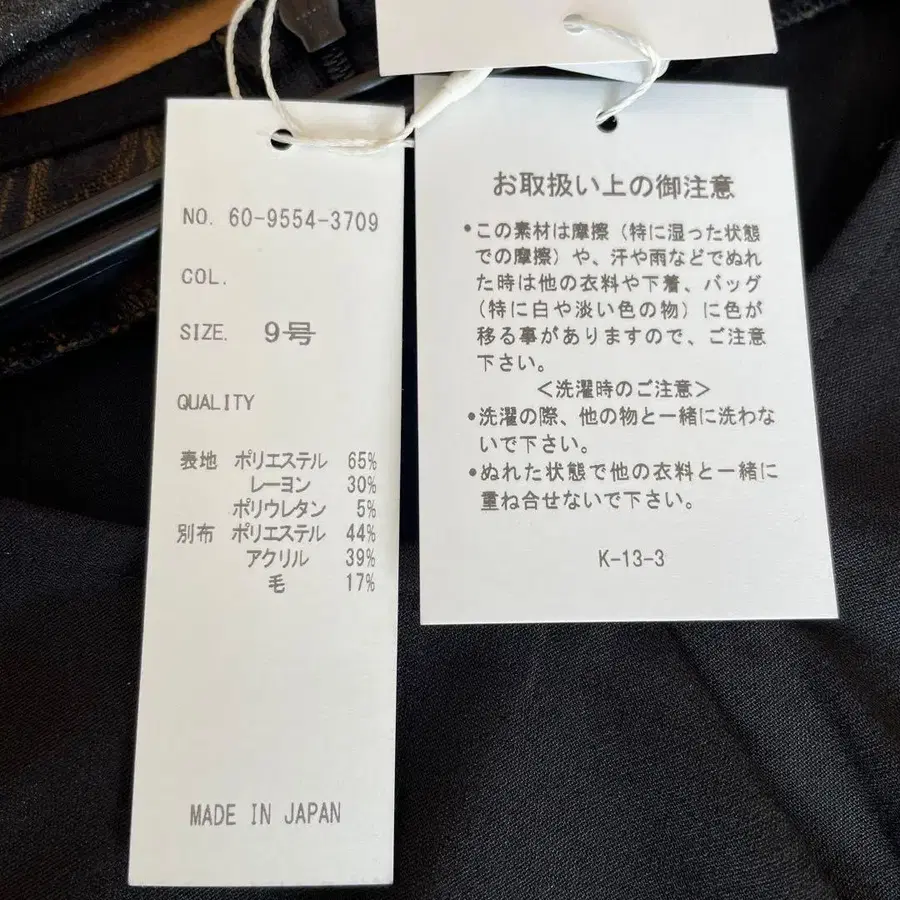 NO. 60-9554-3709
COL.
SIZE. 9号
QUALITY
表地 ポリエステル 65%
レーヨン 30%
ポリウレタン 5%
別布 ポリエステル 44%
アクリル 39%
毛 17%
MADE IN JAPAN
お取扱い上の御注意
•この素材は摩擦（特に湿った状態
での摩擦）や、汗や雨などでぬれ
た時は他の衣料や下着、バッグ
（特に白や淡い色の物）に色が
移る事がありますので、ご注意
下さい。
＜洗濯時のご注意＞
•洗濯の際、他の物と一緒に洗わな
いで下さい。
•ぬれた状態で他の衣料と一緒に
重ね合せないで下さい。
K-13-3